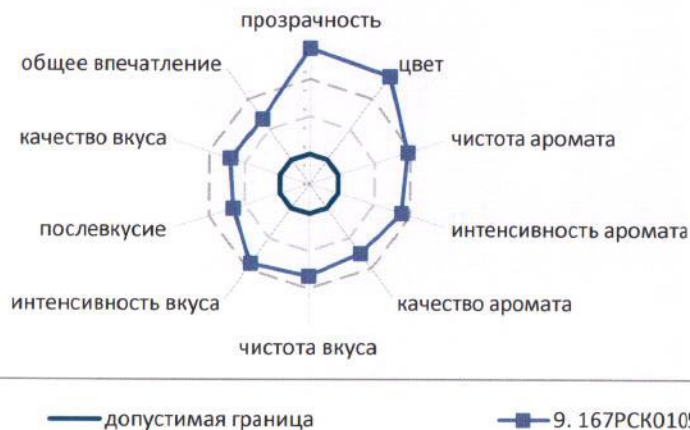 прозрачность
общее впечатление
цвет
качество вкуса
чистота аромата
послевкусие
интенсивность аромата
интенсивность вкуса
качество аромата
чистота вкуса
допустимая граница
9. 167РСК0109